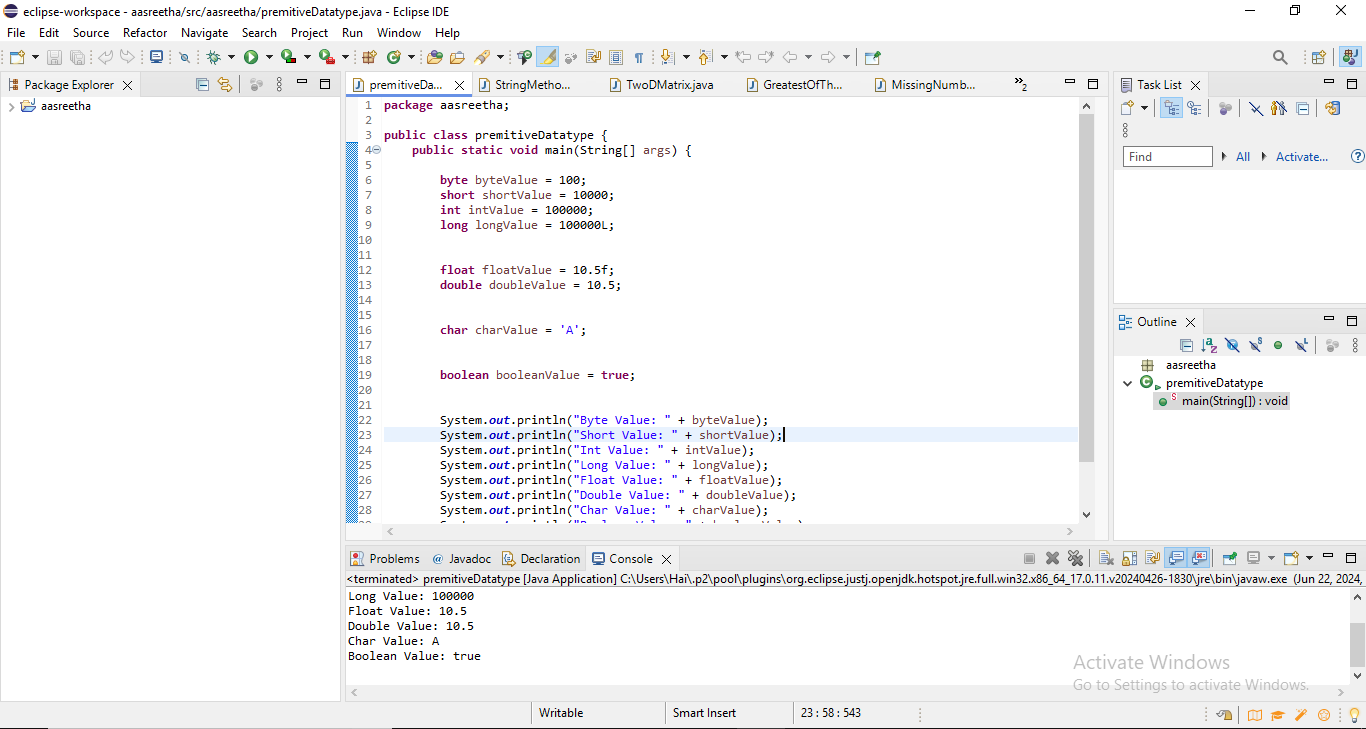 eclipse-workspace - aasreetha/src/aasreetha/premitiveDatatype.java - Eclipse IDE
File Edit Source Refactor Navigate Search Project Run Window Help
Package Explorer
aasreetha
premitiveDa... StringMetho... TwoDMatrix.java GreatestOfTh... MissingNumb... »2
1 package aasreetha;
2
3 public class premitiveDatatype {
4 public static void main(String[] args) {
5
6 byte byteValue = 100;
7 short shortValue = 10000;
8 int intValue = 100000;
9 long longValue = 100000L;
10
11
12 float floatValue = 10.5f;
13 double doubleValue = 10.5;
14
15
16 char charValue = 'A';
17
18
19 boolean booleanValue = true;
20
21
22 System.out.println("Byte Value: " + byteValue);
23 System.out.println("Short Value: " + shortValue);
24 System.out.println("Int Value: " + intValue);
25 System.out.println("Long Value: " + longValue);
26 System.out.println("Float Value: " + floatValue);
27 System.out.println("Double Value: " + doubleValue);
28 System.out.println("Char Value: " + charValue);
Task List
Find All Activate...
Outline
aasreetha
premitiveDatatype
main(String[]) : void
Problems Javadoc Declaration Console
<terminated> premitiveDatatype [Java Application] C:\Users\Hai\.p2\pool\plugins\org.eclipse.justj.openjdk.hotspot.jre.full.win32.x86_64_17.0.11.v20240426-1830\jre\bin\javaw.exe (Jun 22, 2024,
Long Value: 100000
Float Value: 10.5
Double Value: 10.5
Char Value: A
Boolean Value: true
Activate Windows
Go to Settings to activate Windows.
Writable Smart Insert 23 : 58 : 543